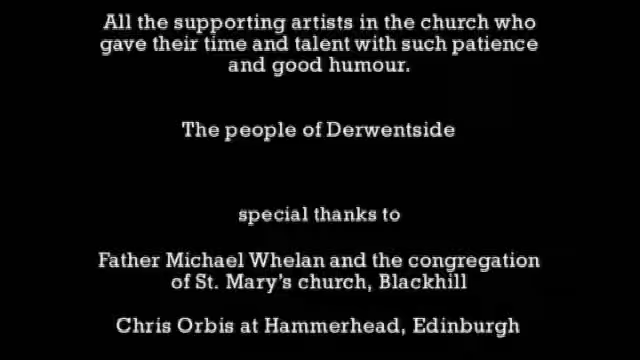 All the supporting artists in the church who
gave their time and talent with such patience
and good humour.
The people of Derwentside
special thanks to
Father Michael Whelan and the congregation
of St. Mary's church, Blackhill
Chris Orbis at Hammerhead, Edinburgh